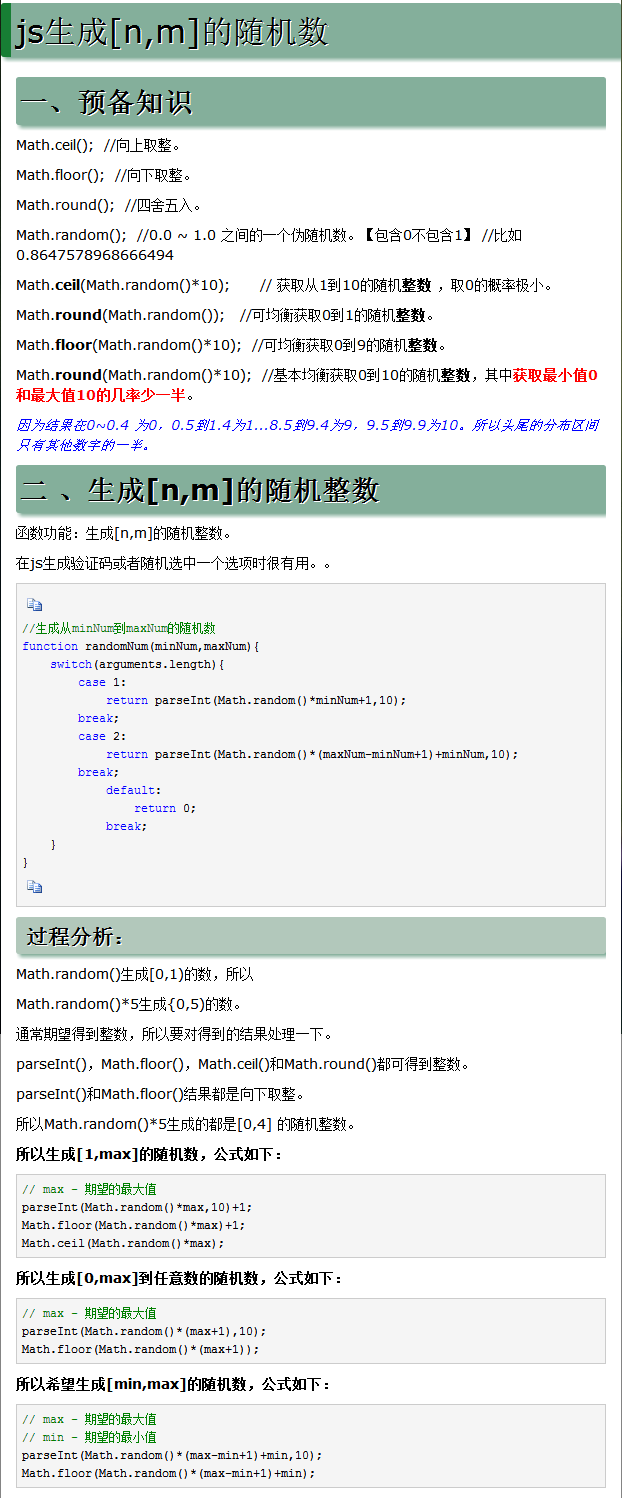 js生成[n,m]的随机数
一、预备知识
Math.ceil();  //向上取整。
Math.floor();  //向下取整。
Math.round();  //四舍五入。
Math.random();  //0.0 ~ 1.0 之间的一个伪随机数。【包含0不包含1】 //比如
0.8647578968666494
Math.ceil(Math.random()*10);      // 获取从1到10的随机整数 ，取0的概率极小。
Math.round(Math.random());   //可均衡获取0到1的随机整数。
Math.floor(Math.random()*10);  //可均衡获取0到9的随机整数。
Math.round(Math.random()*10);  //基本均衡获取0到10的随机整数，其中获取最小值0
和最大值10的几率少一半。
因为结果在0~0.4 为0，0.5到1.4为1...8.5到9.4为9，9.5到9.9为10。所以头尾的分布区间
只有其他数字的一半。
二 、生成[n,m]的随机整数
函数功能：生成[n,m]的随机整数。
在js生成验证码或者随机选中一个选项时很有用。。
//生成从minNum到maxNum的随机数
function randomNum(minNum,maxNum){
    switch(arguments.length){
        case 1:
            return parseInt(Math.random()*minNum+1,10);
        break;
        case 2:
            return parseInt(Math.random()*(maxNum-minNum+1)+minNum,10);
        break;
            default:
                return 0;
            break;
    }
}
过程分析：
Math.random()生成[0,1)的数，所以
Math.random()*5生成{0,5)的数。
通常期望得到整数，所以要对得到的结果处理一下。
parseInt()，Math.floor()，Math.ceil()和Math.round()都可得到整数。
parseInt()和Math.floor()结果都是向下取整。
所以Math.random()*5生成的都是[0,4] 的随机整数。
所以生成[1,max]的随机数，公式如下：
// max - 期望的最大值
parseInt(Math.random()*max,10)+1;
Math.floor(Math.random()*max)+1;
Math.ceil(Math.random()*max);
所以生成[0,max]到任意数的随机数，公式如下：
// max - 期望的最大值
parseInt(Math.random()*(max+1),10);
Math.floor(Math.random()*(max+1));
所以希望生成[min,max]的随机数，公式如下：
// max - 期望的最大值
// min - 期望的最小值
parseInt(Math.random()*(max-min+1)+min,10);
Math.floor(Math.random()*(max-min+1)+min);